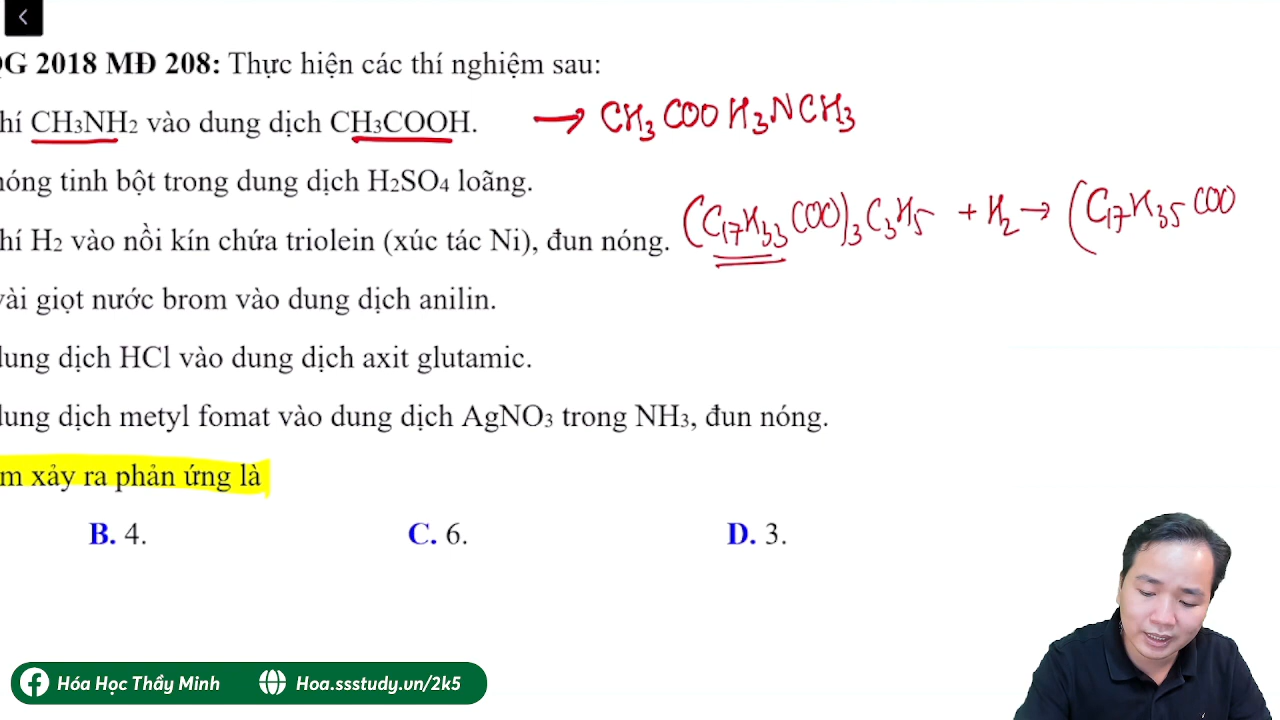 QG 2018 MĐ 208: Thực hiện các thí nghiệm sau:
hí CH3NH2 vào dung dịch CH3COOH. → CH3COOH3NCH3
nóng tinh bột trong dung dịch H2SO4 loãng.
hí H2 vào nồi kín chứa triolein (xúc tác Ni), đun nóng. (C17H33COO)3C3H5 + H2 → (C17H35COO
vài giọt nước brom vào dung dịch anilin.
dung dịch HCl vào dung dịch axit glutamic.
dung dịch metyl fomat vào dung dịch AgNO3 trong NH3, đun nóng.
m xảy ra phản ứng là
B. 4. C. 6. D. 3.
Hóa Học Thầy Minh Hoa.ssstudy.vn/2k5